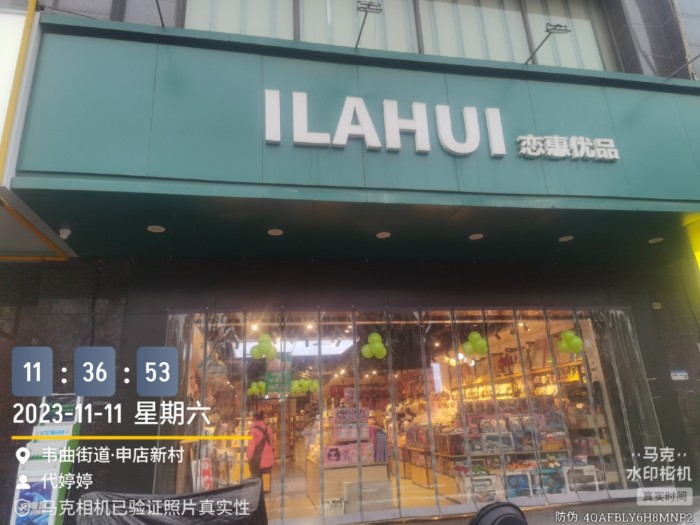 ILAHUI 恋惠优品
11 : 36 : 53
2023-11-11 星期六
韦曲街道·申店新村
代婷婷
马克相机已验证照片真实性
马克
水印相机
真实时间
防伪 4QAFBLY6H8MNP2